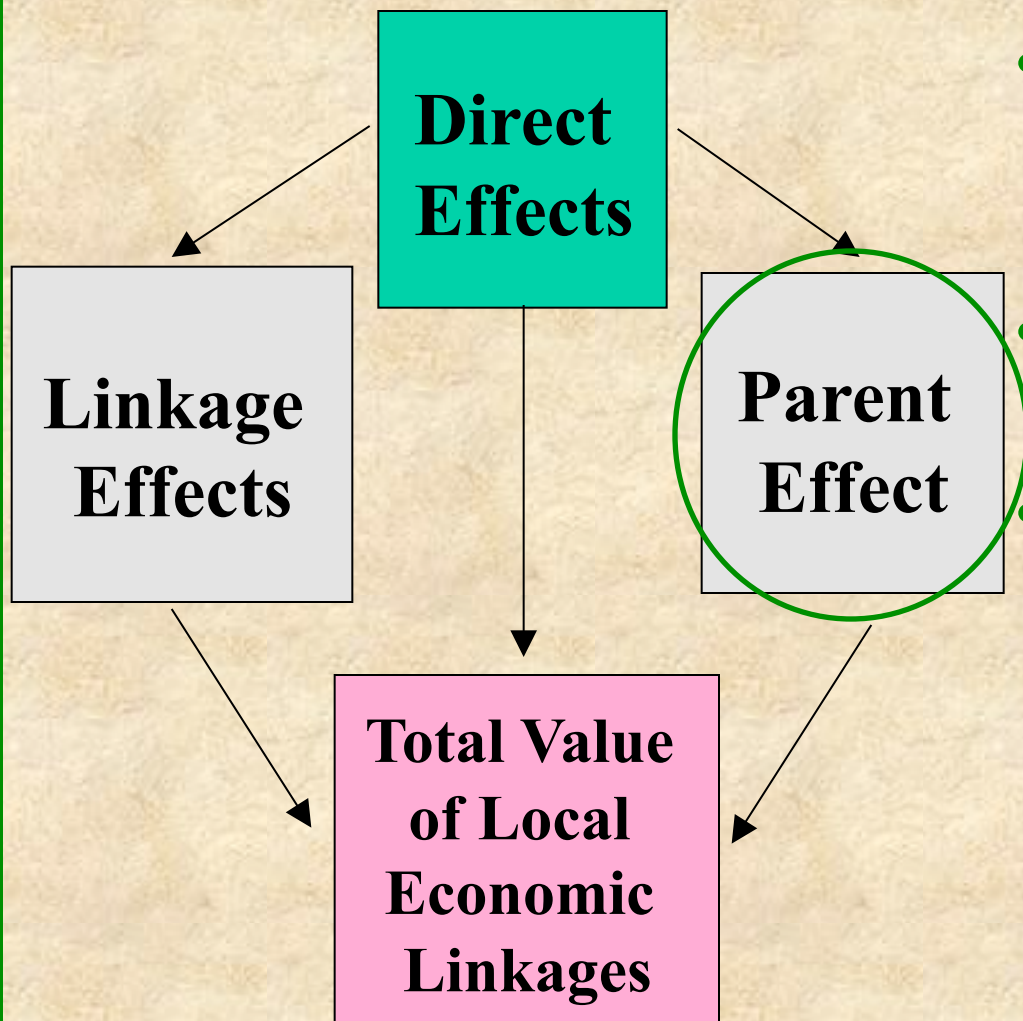 Direct
Effects
Linkage
Effects
Parent
Effect
Total Value
of Local
Economic
Linkages